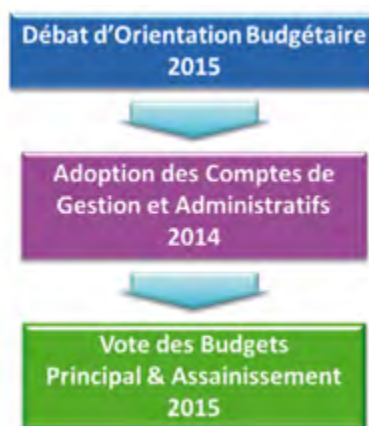 Débat d'Orientation Budgétaire
2015
Adoption des Comptes de
Gestion et Administratifs
2014
Vote des Budgets
Principal & Assainissement
2015